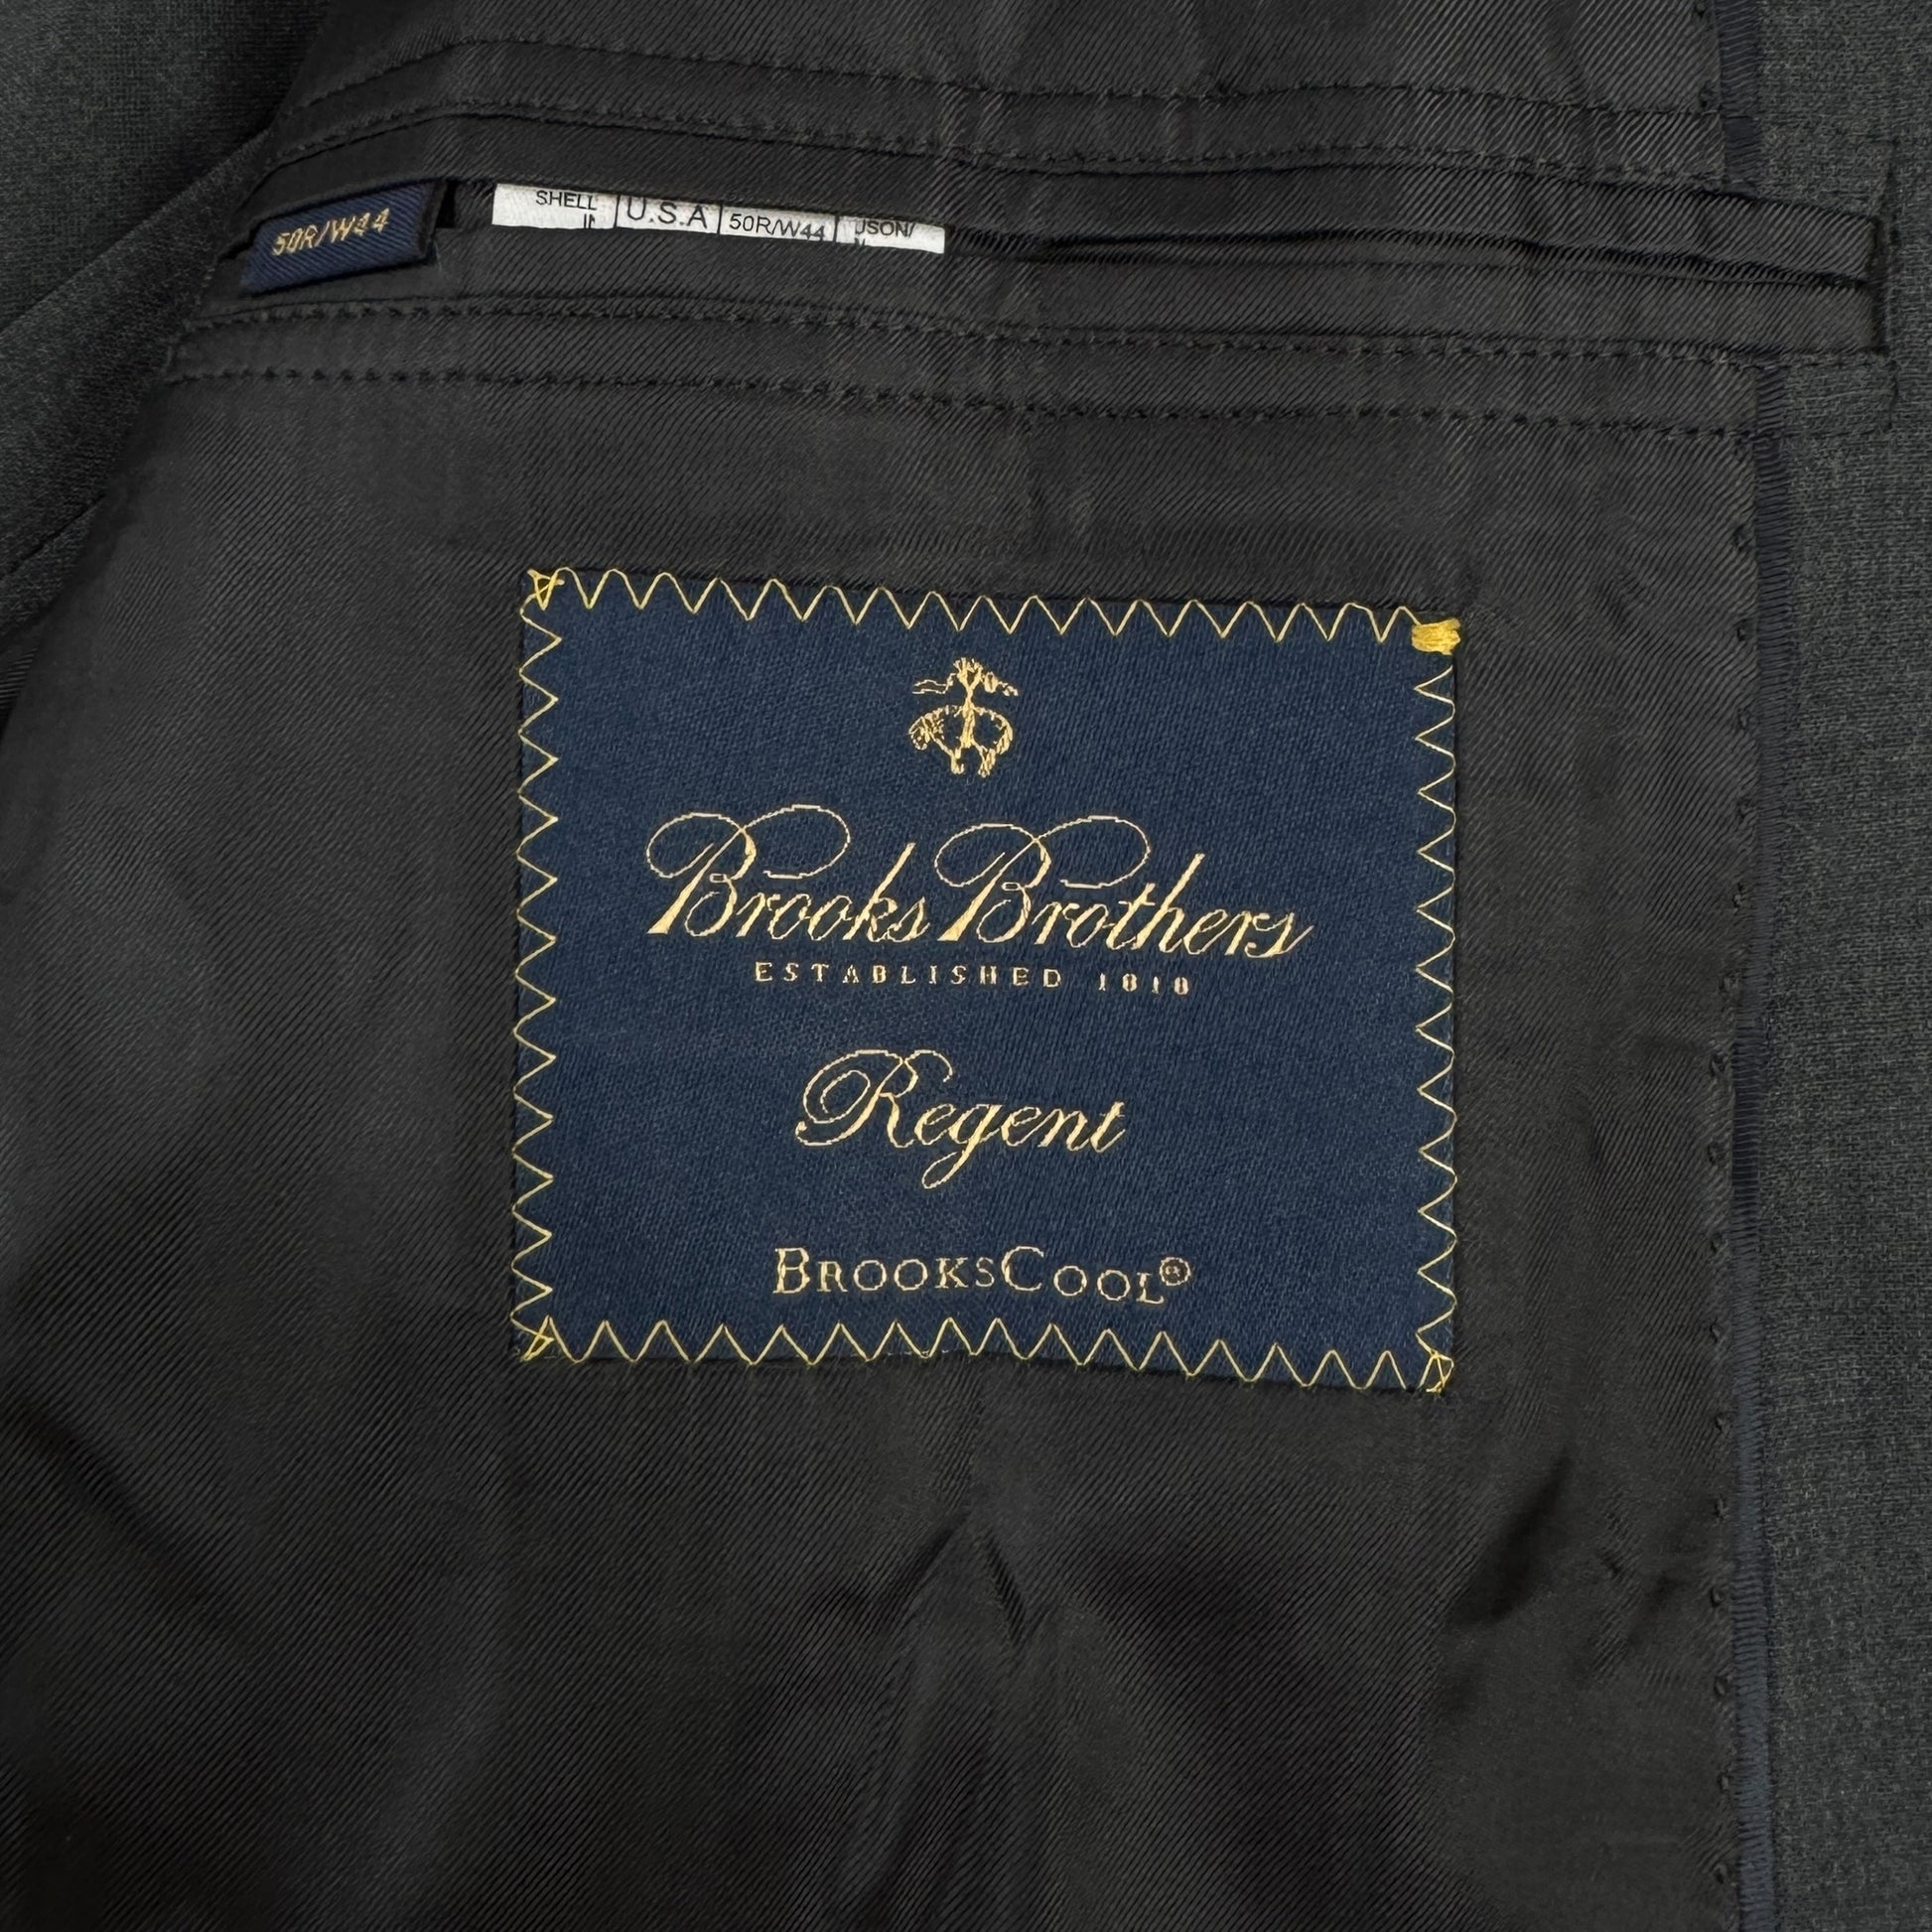 50R/W44
SHELL
U.S.A
50R/W44
Brooks Brothers
ESTABLISHED 1818
Regent
BROOKSCOOL®